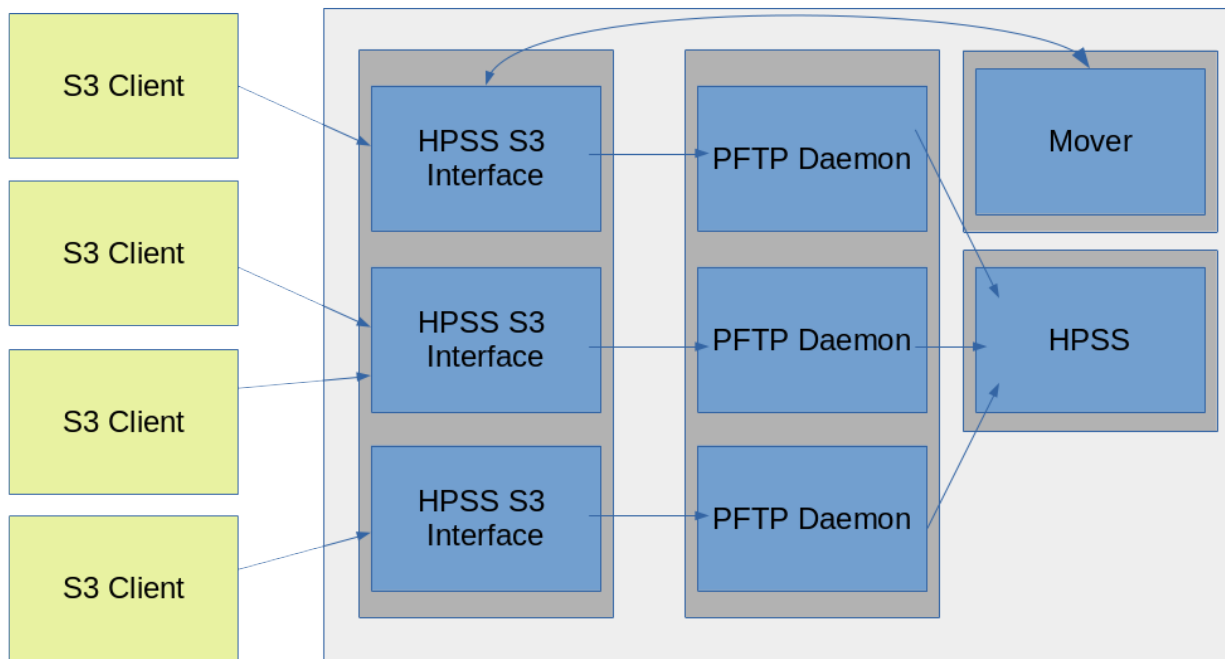 S3 Client
S3 Client
S3 Client
S3 Client
HPSS S3
Interface
HPSS S3
Interface
HPSS S3
Interface
PFTP Daemon
PFTP Daemon
PFTP Daemon
Mover
HPSS